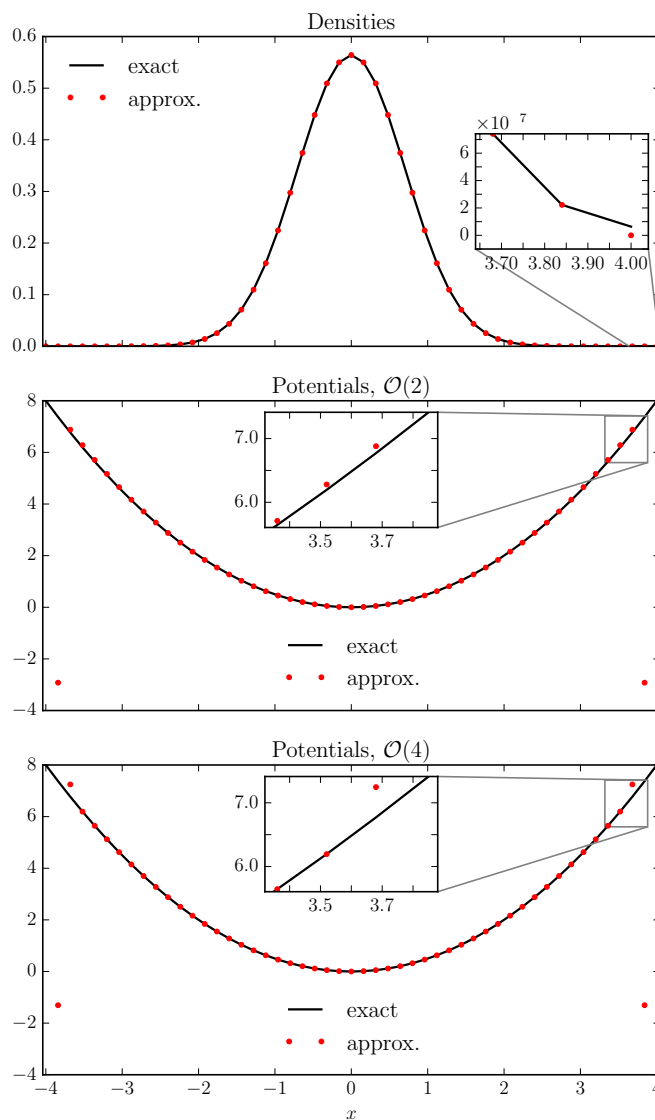 Densities
0.6
0.5
0.4
0.3
0.2
0.1
0.0
exact
approx.
×10 7
6
4
2
0
3.70 3.80 3.90 4.00
Potentials, 𝒪(2)
8
6
4
2
0
−2
−4
7.0
6.0
3.5 3.7
exact
approx.
Potentials, 𝒪(4)
8
6
4
2
0
−2
−4
7.0
6.0
3.5 3.7
exact
approx.
−4 −3 −2 −1 0 1 2 3 4
x